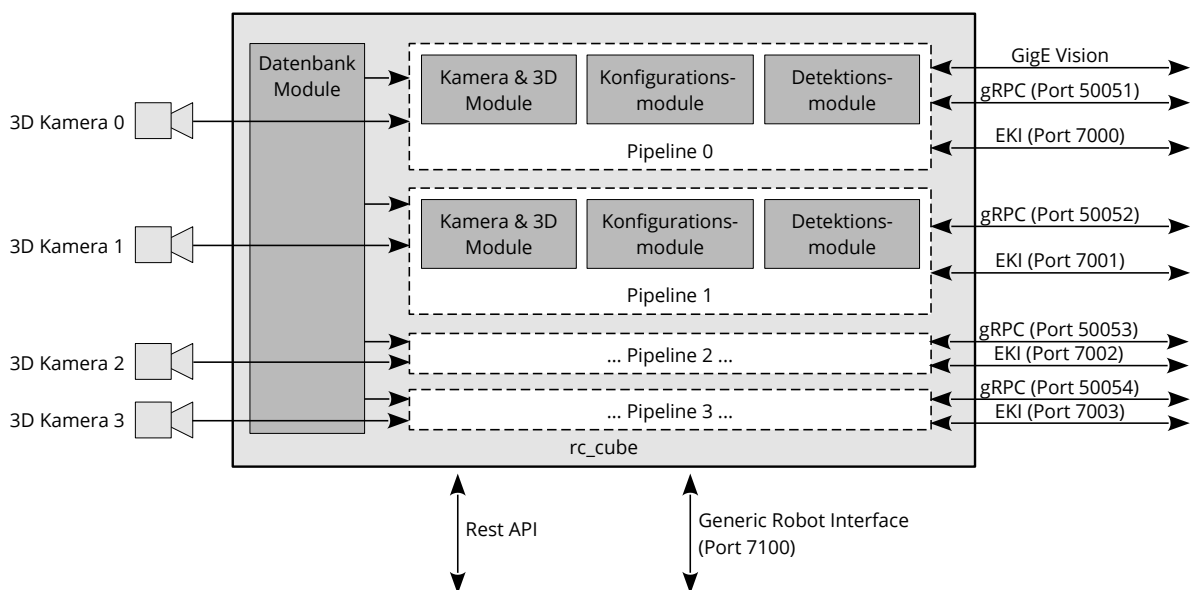 Datenbank
Module
Kamera & 3D
Module
Konfigurations-
module
Detektions-
module
Pipeline 0
GigE Vision
gRPC (Port 50051)
EKI (Port 7000)
3D Kamera 0
Kamera & 3D
Module
Konfigurations-
module
Detektions-
module
Pipeline 1
gRPC (Port 50052)
EKI (Port 7001)
3D Kamera 1
... Pipeline 2 ...
gRPC (Port 50053)
EKI (Port 7002)
3D Kamera 2
... Pipeline 3 ...
gRPC (Port 50054)
EKI (Port 7003)
3D Kamera 3
rc_cube
Rest API
Generic Robot Interface
(Port 7100)